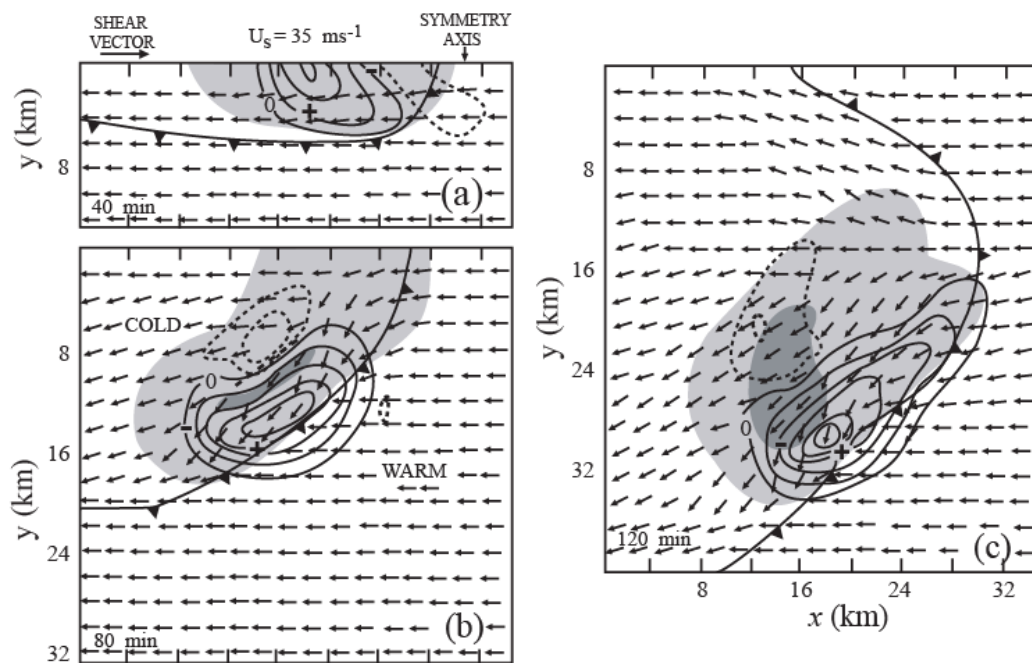 SHEAR
VECTOR
Us = 35 ms-1
SYMMETRY
AXIS
0
-
+
y (km)
8
40 min
(a)
COLD
0
-
+
WARM
y (km)
8
16
24
32
80 min
(b)
y (km)
8
16
24
32
0
-
+
120 min
(c)
8
16
24
32
x (km)